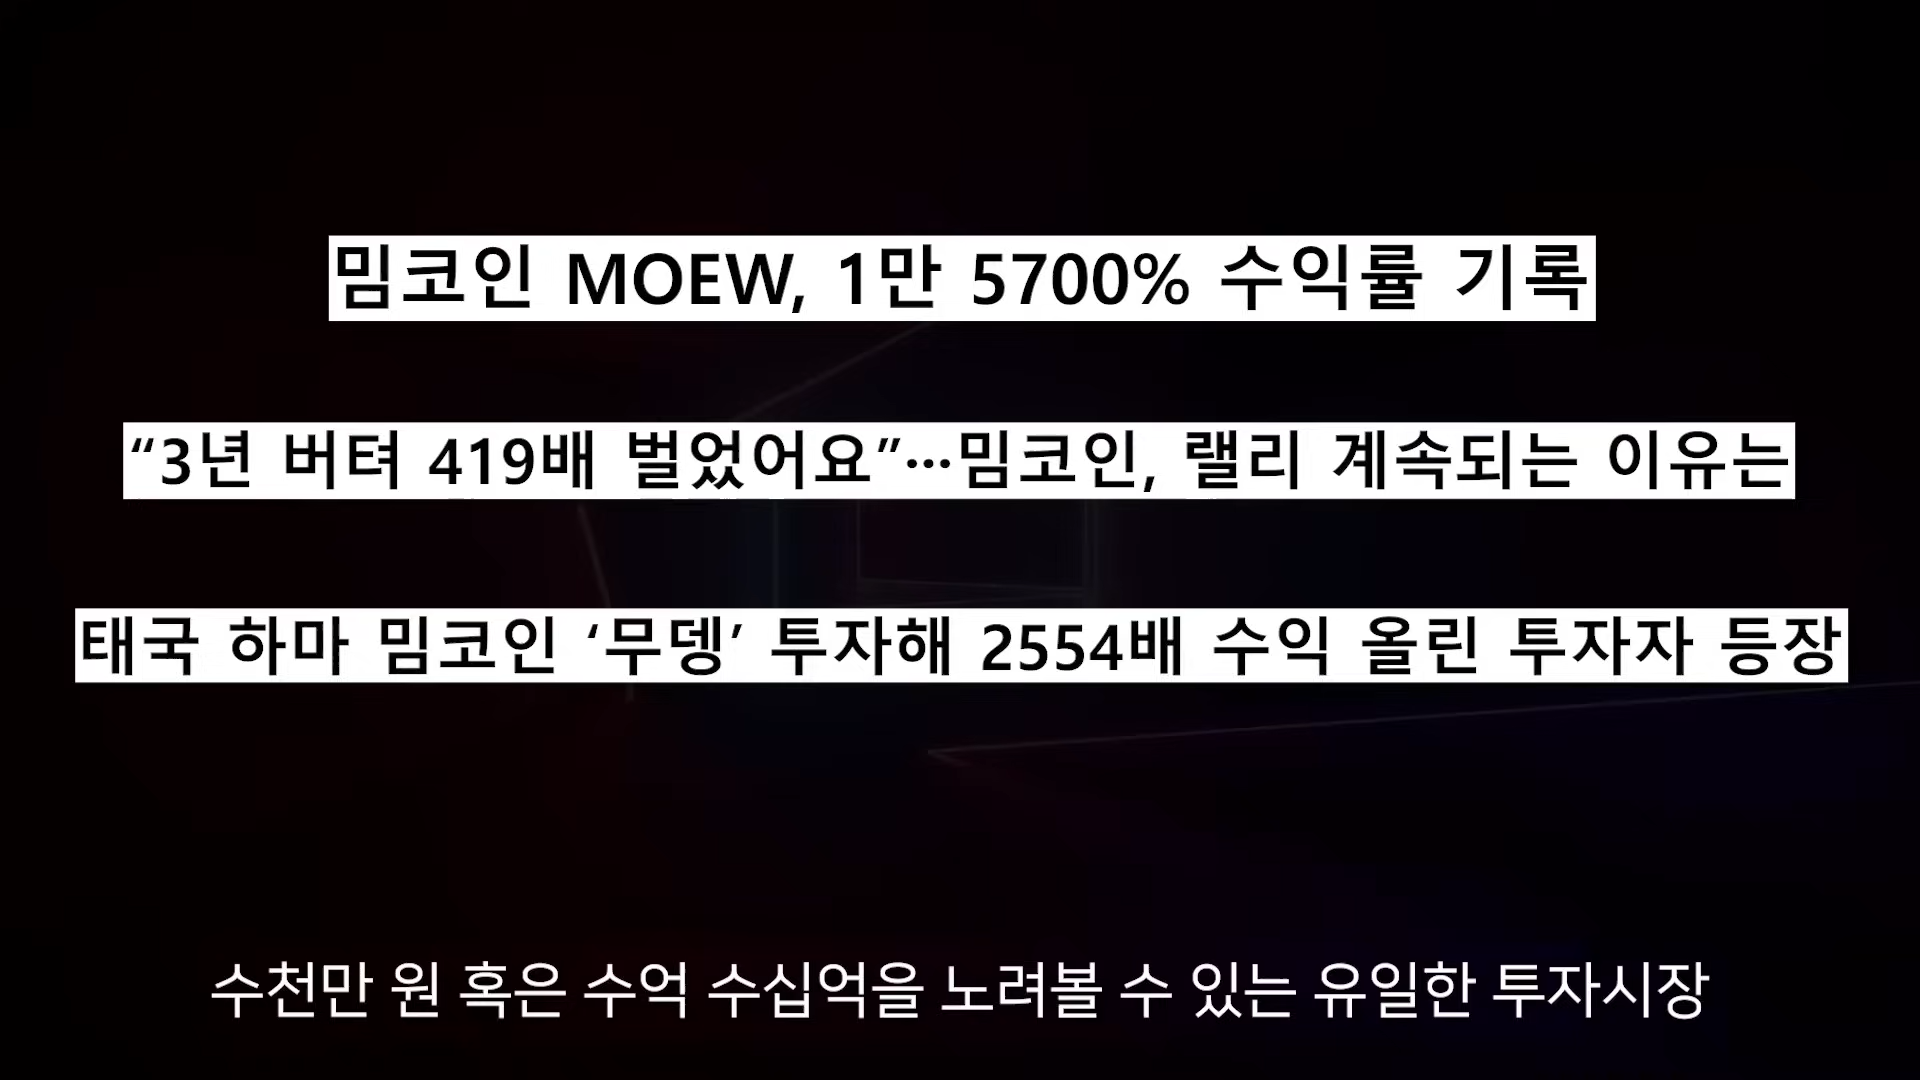 밈코인 MOEW, 1만 5700% 수익률 기록
“3년 버텨 419배 벌었어요”…밈코인, 랠리 계속되는 이유는
태국 하마 밈코인 ‘무뎅’ 투자해 2554배 수익 올린 투자자 등장
수천만 원 혹은 수억 수십억을 노려볼 수 있는 유일한 투자시장